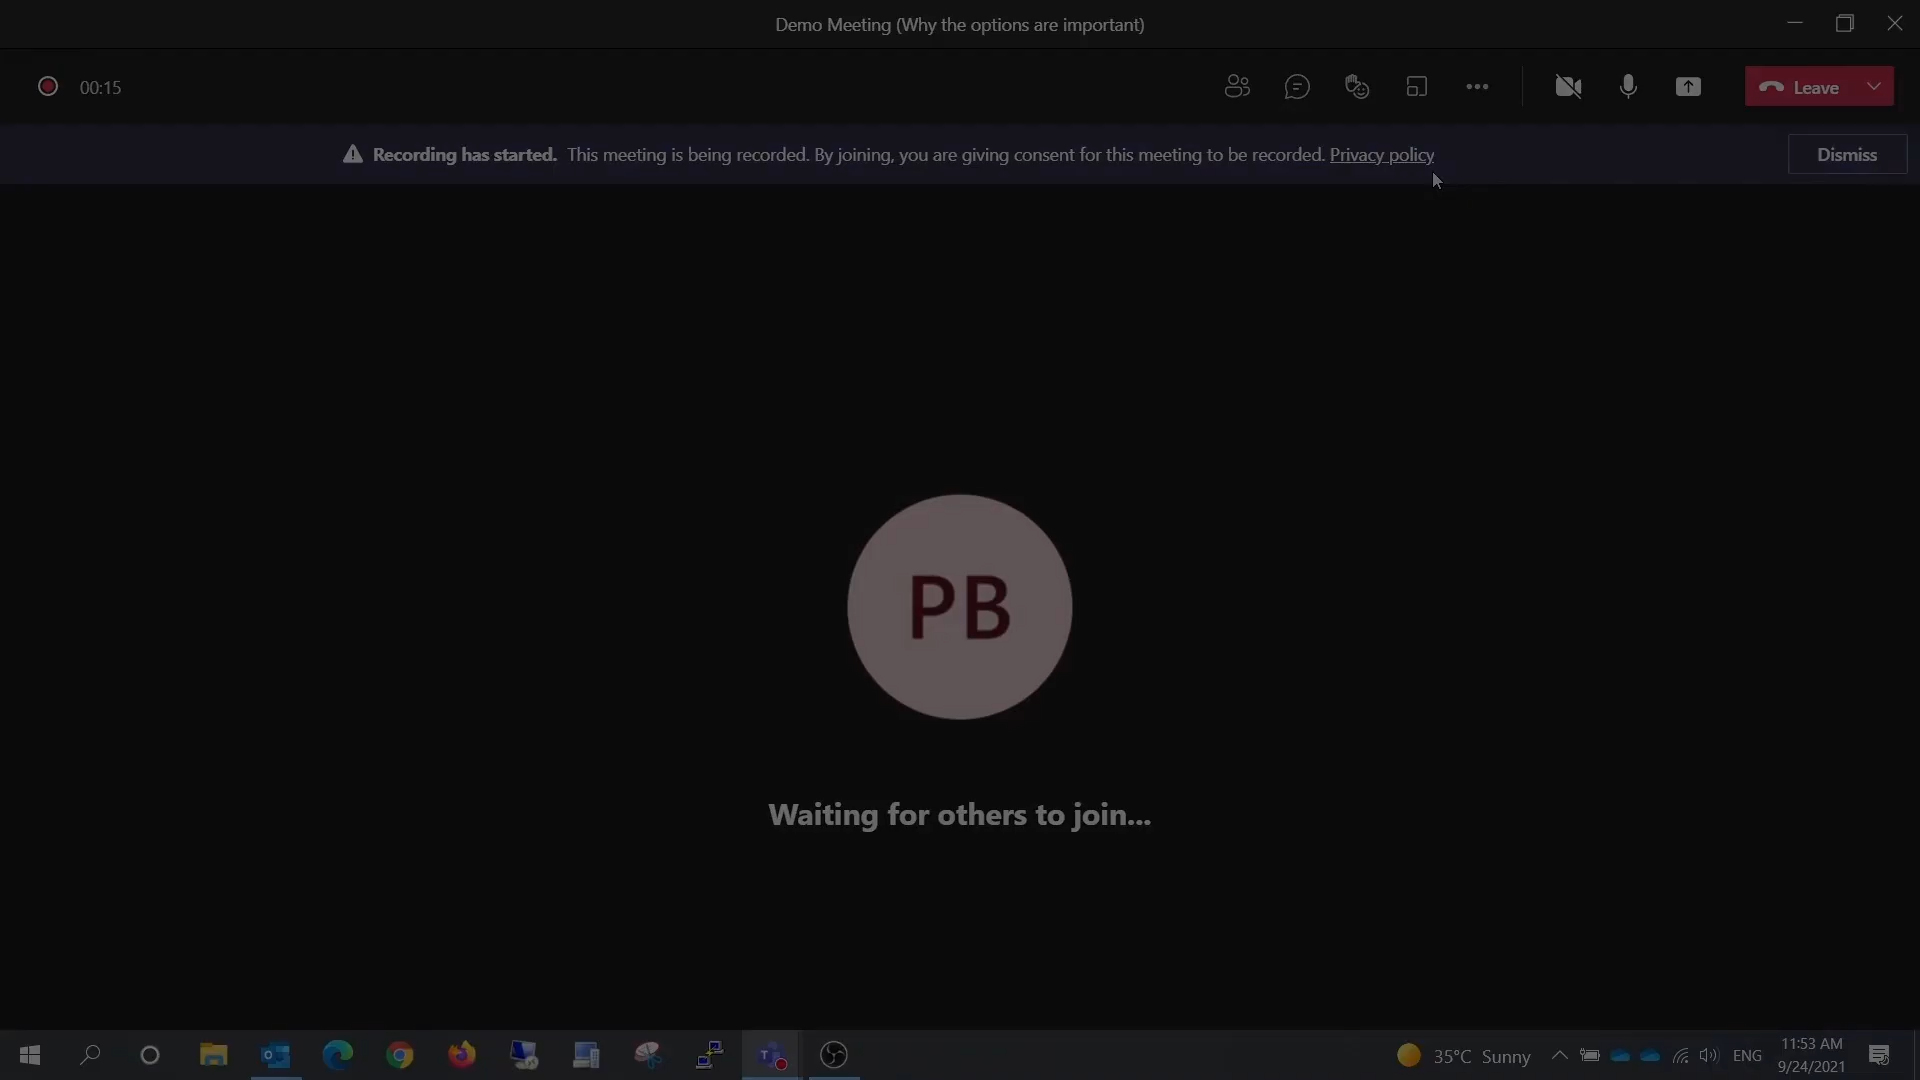 Demo Meeting (Why the options are important)
00:15
Leave
Recording has started. This meeting is being recorded. By joining, you are giving consent for this meeting to be recorded. Privacy policy
Dismiss
PB
Waiting for others to join...
35°C Sunny
ENG
11:53 AM
9/24/2021